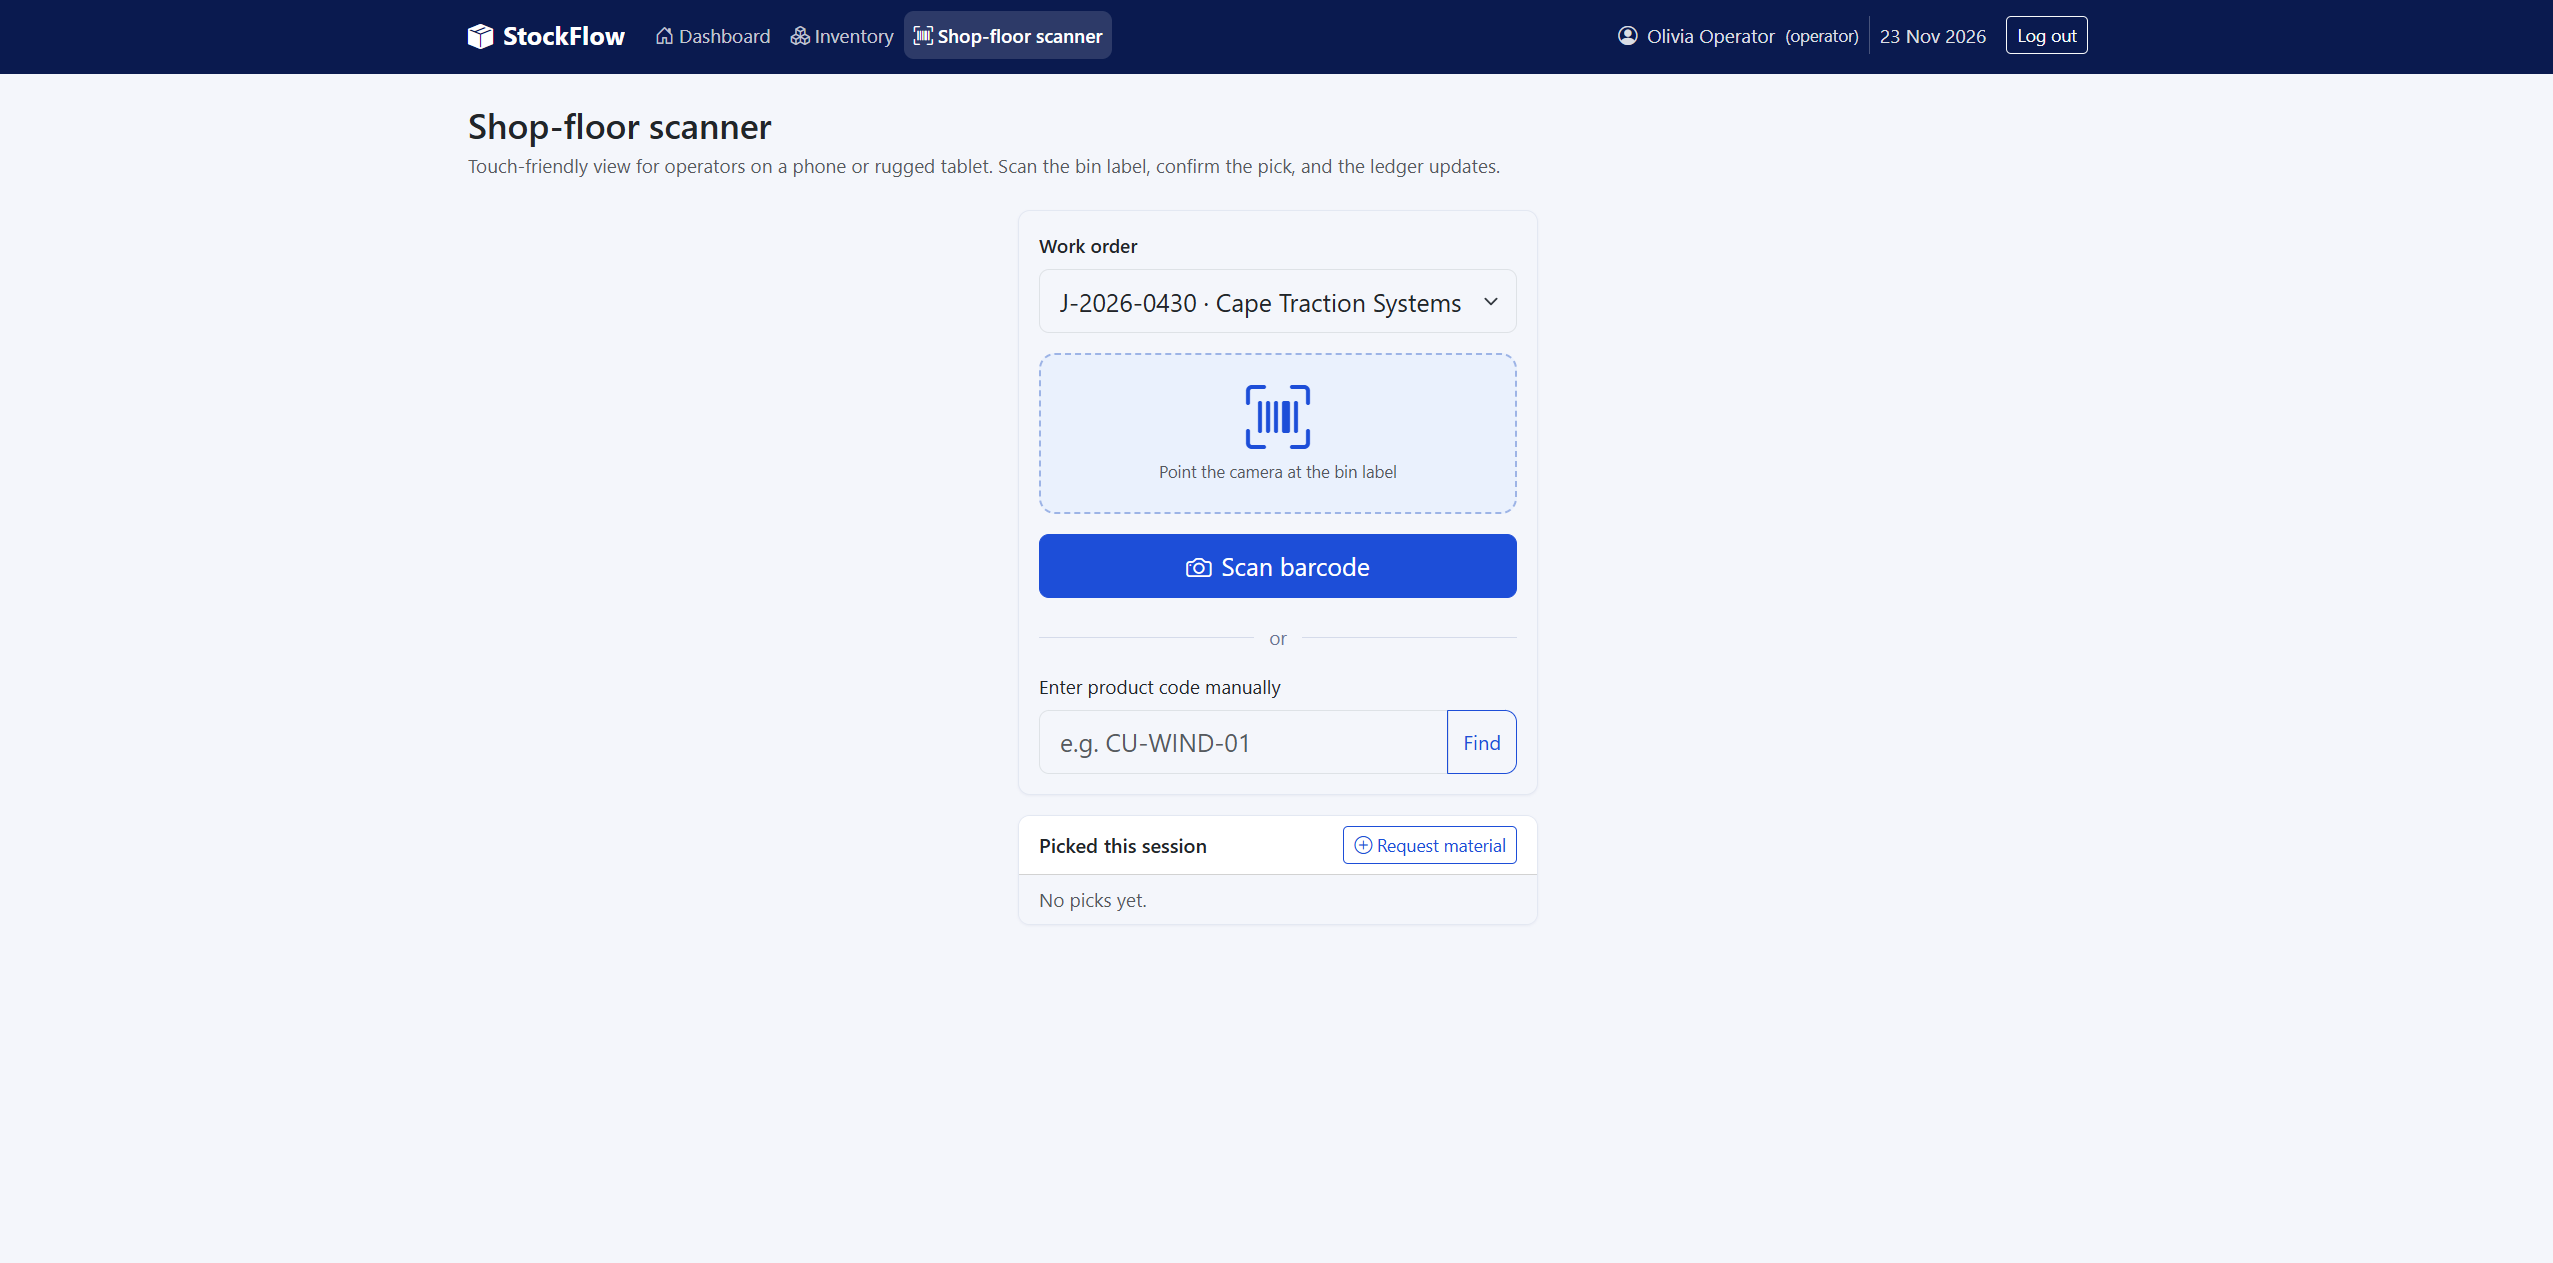 StockFlow Dashboard Inventory Shop-floor scanner Olivia Operator (operator) 23 Nov 2026 Log out
Shop-floor scanner
Touch-friendly view for operators on a phone or rugged tablet. Scan the bin label, confirm the pick, and the ledger updates.
Work order
J-2026-0430 · Cape Traction Systems
Point the camera at the bin label
Scan barcode
or
Enter product code manually
e.g. CU-WIND-01 Find
Picked this session Request material
No picks yet.